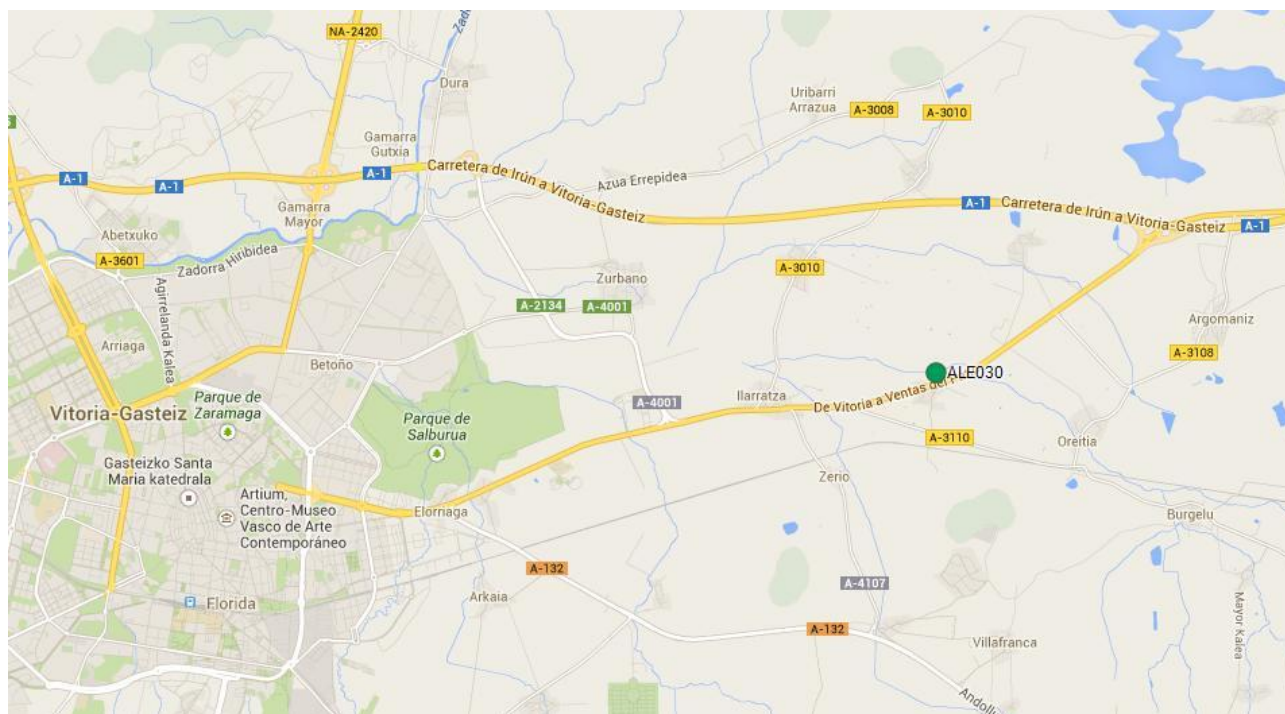 NA-2420
Zado
Dura
Uribarri
Arrazua
A-3008
A-3010
Gamarra
Gutxia
Carretera de Irún a Vitoria-Gasteiz
A-1
A-1
A-1
Azua Errepidea
A-1
Carretera de Irún a Vitoria-Gasteiz
A-1
Gamarra
Mayor
Abetxuko
A-3601
Zadorra Hiribidea
Zurbano
A-3010
Agirrelanda Kalea
A-2134
A-4001
Argomaniz
Arriaga
Betoño
A-3108
ALE030
Parque de
Zaramaga
Ilarratza
De Vitoria a Ventas del
Vitoria-Gasteiz
Parque de
Salburua
A-4001
A-3110
Oreitia
Gasteizko Santa
Maria katedrala
Zerio
Artium,
Centro-Museo
Vasco de Arte
Contemporáneo
Elorriaga
Burgelu
A-132
A-4107
Florida
Arkaia
Mayor Kalea
A-132
Villafranca
Andoll